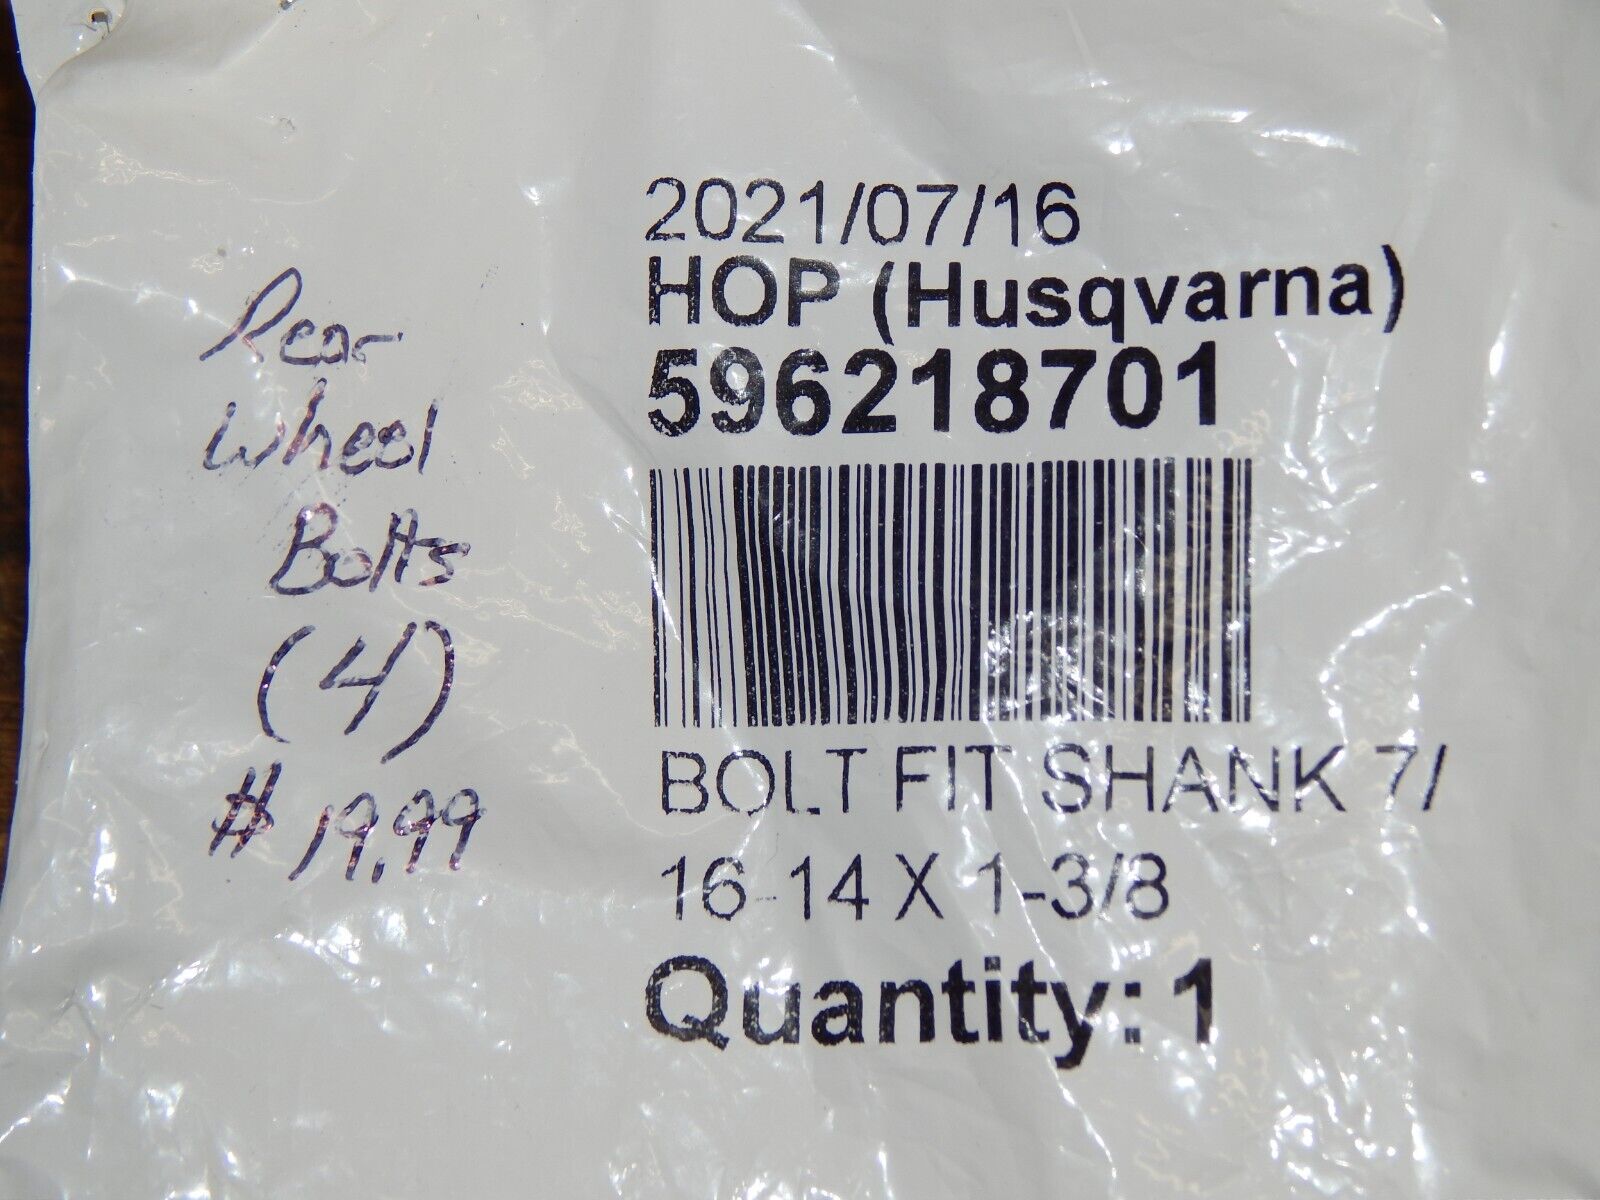 Rear
Wheel
Bolts
(4)
$19.99
2021/07/16
HOP (Husqvarna)
596218701
BOLT FIT SHANK 7/
16-14 X 1-3/8
Quantity: 1